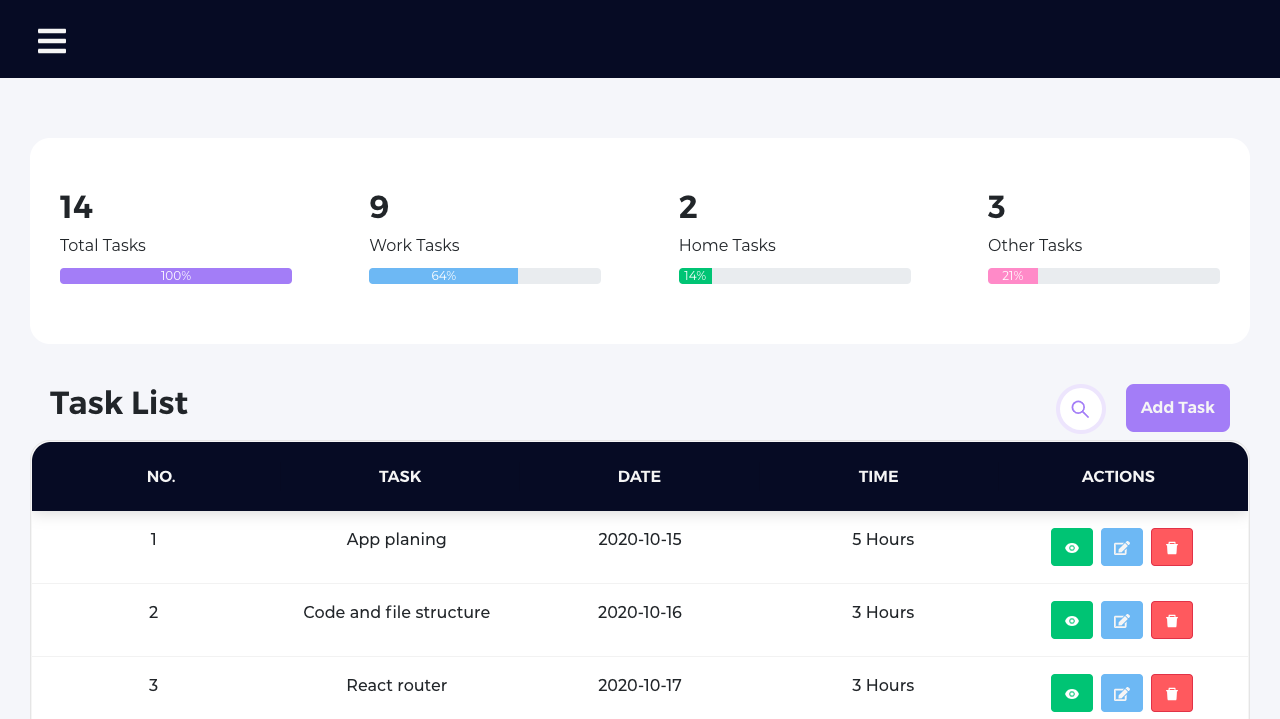 14 9 2 3
Total Tasks Work Tasks Home Tasks Other Tasks
100% 64% 14% 21%
Task List Add Task
NO. TASK DATE TIME ACTIONS
1 App planing 2020-10-15 5 Hours
2 Code and file structure 2020-10-16 3 Hours
3 React router 2020-10-17 3 Hours